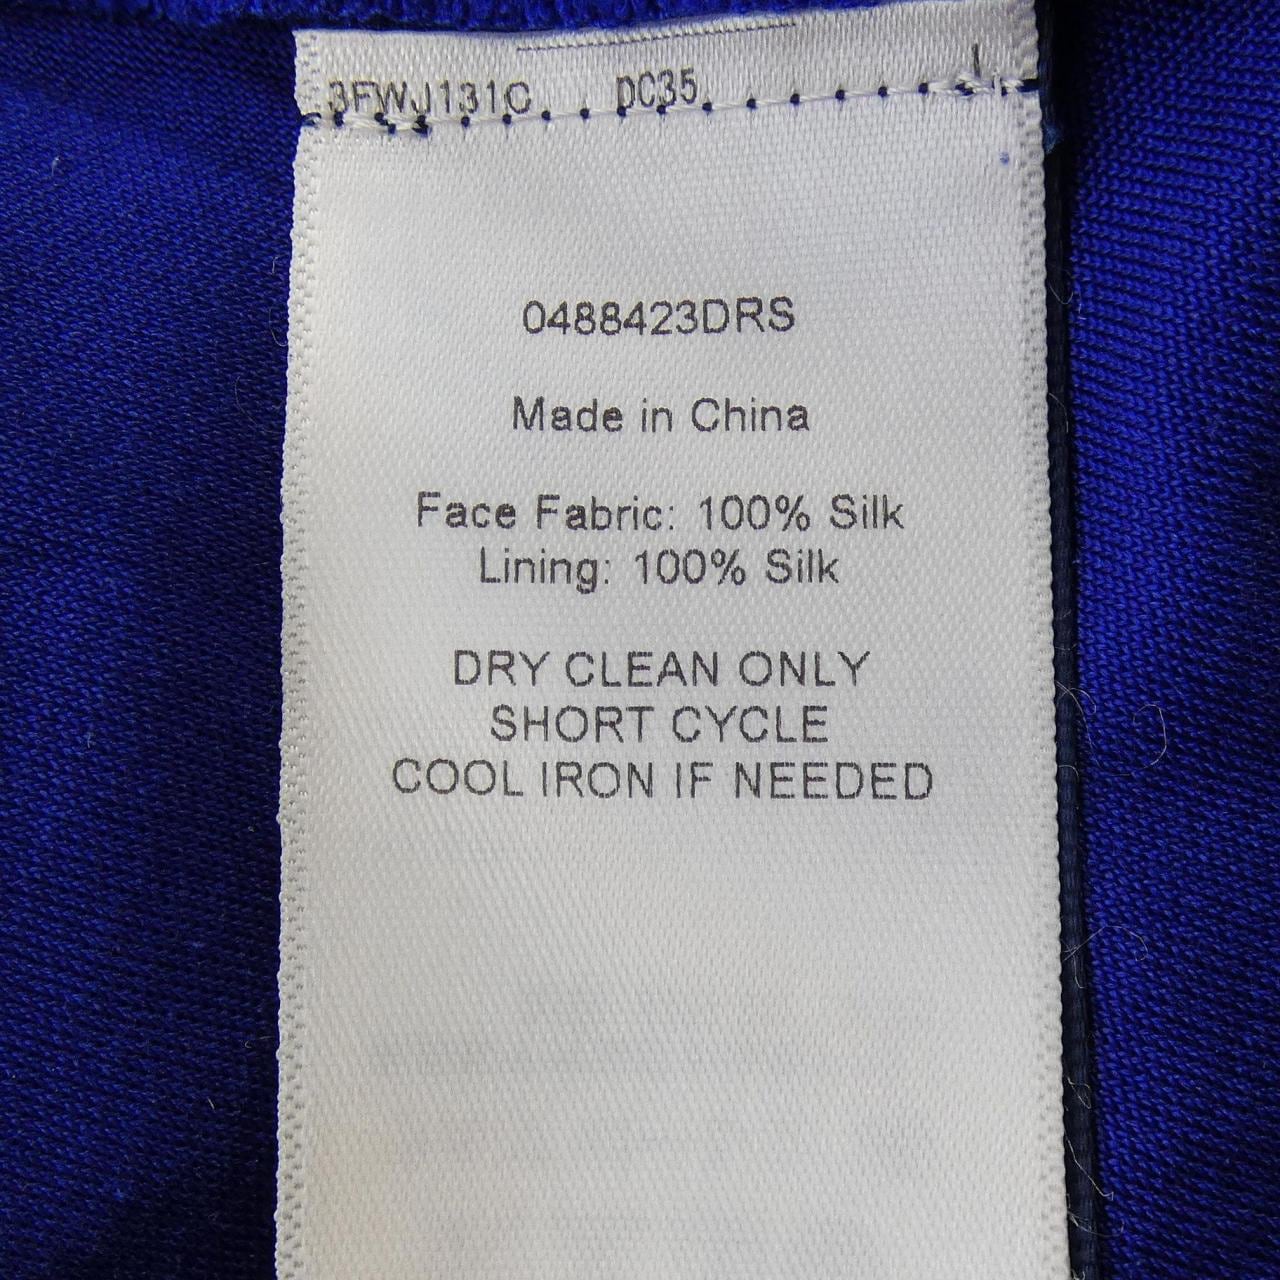 3FWJ131C DC35
0488423DRS
Made in China
Face Fabric: 100% Silk
Lining: 100% Silk
DRY CLEAN ONLY
SHORT CYCLE
COOL IRON IF NEEDED